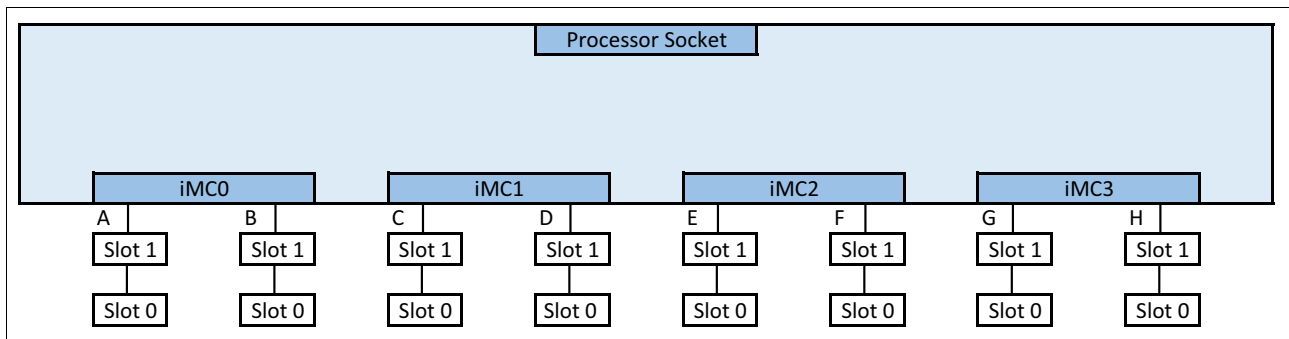 Processor Socket
iMC0 iMC1 iMC2 iMC3
A B C D E F G H
Slot 1 Slot 1 Slot 1 Slot 1 Slot 1 Slot 1 Slot 1 Slot 1
Slot 0 Slot 0 Slot 0 Slot 0 Slot 0 Slot 0 Slot 0 Slot 0